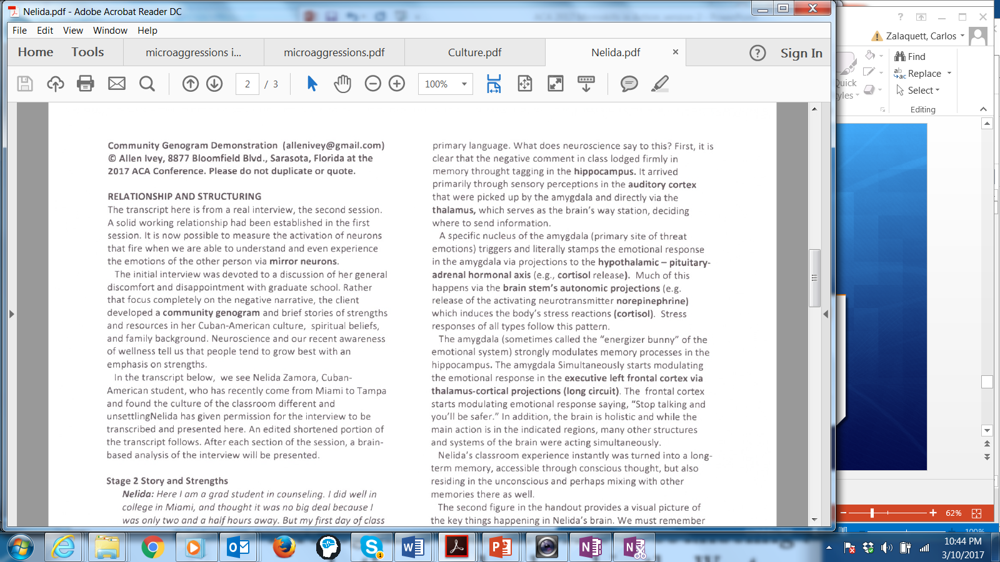 Nelida.pdf - Adobe Acrobat Reader DC
File Edit View Window Help
Home Tools microaggressions i... microaggressions.pdf Culture.pdf Nelida.pdf × ? Sign In
2 / 3 100%
Community Genogram Demonstration (allenivey@gmail.com)
© Allen Ivey, 8877 Bloomfield Blvd., Sarasota, Florida at the
2017 ACA Conference. Please do not duplicate or quote.
RELATIONSHIP AND STRUCTURING
The transcript here is from a real interview, the second session.
A solid working relationship had been established in the first
session. It is now possible to measure the activation of neurons
that fire when we are able to understand and even experience
the emotions of the other person via mirror neurons.
The initial interview was devoted to a discussion of her general
discomfort and disappointment with graduate school. Rather
that focus completely on the negative narrative, the client
developed a community genogram and brief stories of strengths
and resources in her Cuban-American culture, spiritual beliefs,
and family background. Neuroscience and our recent awareness
of wellness tell us that people tend to grow best with an
emphasis on strengths.
In the transcript below, we see Nelida Zamora, Cuban-
American student, who has recently come from Miami to Tampa
and found the culture of the classroom different and
unsettlingNelida has given permission for the interview to be
transcribed and presented here. An edited shortened portion of
the transcript follows. After each section of the session, a brain-
based analysis of the interview will be presented.
Stage 2 Story and Strengths
Nelida: Here I am a grad student in counseling. I did well in
college in Miami, and thought it was no big deal because I
was only two and a half hours away. But my first day of class
primary language. What does neuroscience say to this? First, it is
clear that the negative comment in class lodged firmly in
memory throught tagging in the hippocampus. It arrived
primarily through sensory perceptions in the auditory cortex
that were picked up by the amygdala and directly via the
thalamus, which serves as the brain's way station, deciding
where to send information.
A specific nucleus of the amygdala (primary site of threat
emotions) triggers and literally stamps the emotional response
in the amygdala via projections to the hypothalamic – pituitary-
adrenal hormonal axis (e.g., cortisol release). Much of this
happens via the brain stem's autonomic projections (e.g.
release of the activating neurotransmitter norepinephrine)
which induces the body's stress reactions (cortisol). Stress
responses of all types follow this pattern.
The amygdala (sometimes called the "energizer bunny" of the
emotional system) strongly modulates memory processes in the
hippocampus. The amygdala Simultaneously starts modulating
the emotional response in the executive left frontal cortex via
thalamus-cortical projections (long circuit). The frontal cortex
starts modulating emotional response saying, "Stop talking and
you'll be safer." In addition, the brain is holistic and while the
main action is in the indicated regions, many other structures
and systems of the brain were acting simultaneously.
Nelida's classroom experience instantly was turned into a long-
term memory, accessible through conscious thought, but also
residing in the unconscious and perhaps mixing with other
memories there as well.
The second figure in the handout provides a visual picture of
the key things happening in Nelida's brain. We must remember
?
Zalaquett, Carlos
Find
Replace
Select
Editing
62%
10:44 PM
3/10/2017